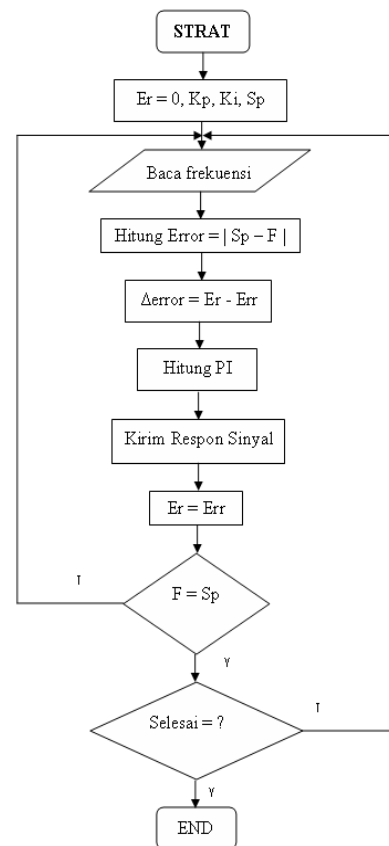 STRAT
Er = 0, Kp, Ki, Sp
Baca frekuensi
Hitung Error = | Sp – F |
Δerror = Er - Err
Hitung PI
Kirim Respon Sinyal
Er = Err
F = Sp
T
Y
Selesai = ?
T
Y
END